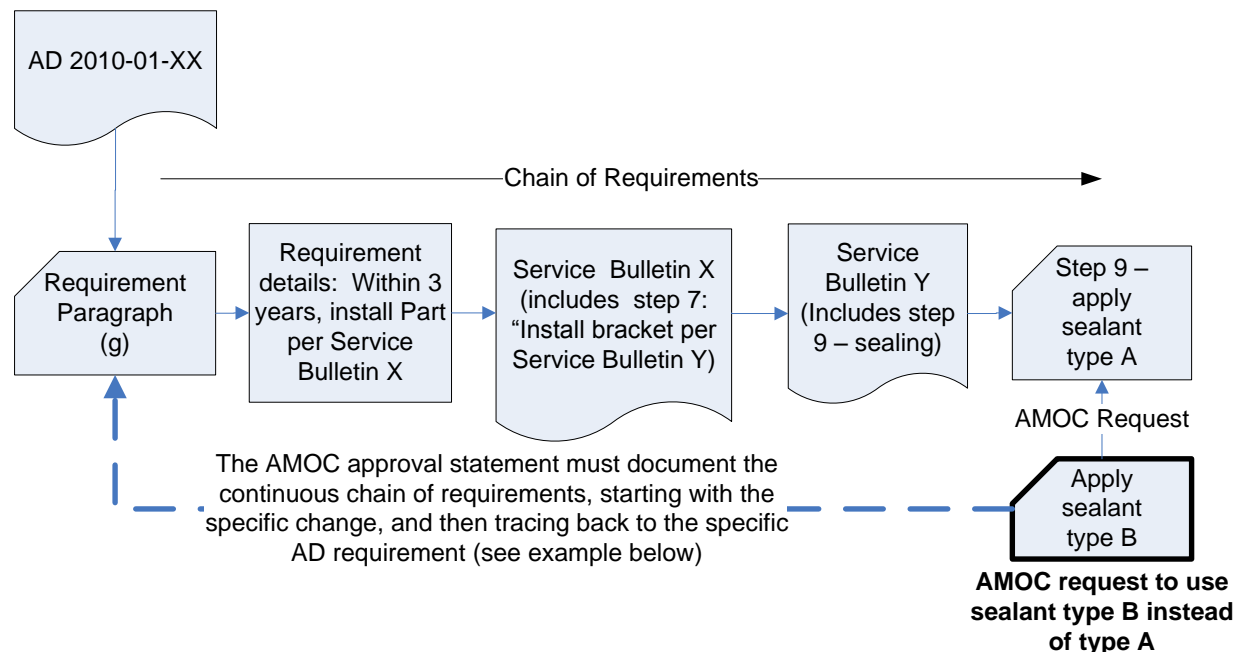 AD 2010-01-XX
Chain of Requirements
Requirement
Paragraph
(g)
Requirement
details:  Within 3
years, install Part
per Service
Bulletin X
Service  Bulletin X
(includes  step 7:
“Install bracket per
Service Bulletin Y)
Service
Bulletin Y
(Includes step
9 – sealing)
Step 9 –
apply
sealant
type A
AMOC Request
The AMOC approval statement must document the
continuous chain of requirements, starting with the
specific change, and then tracing back to the specific
AD requirement (see example below)
Apply
sealant
type B
AMOC request to use
sealant type B instead
of type A